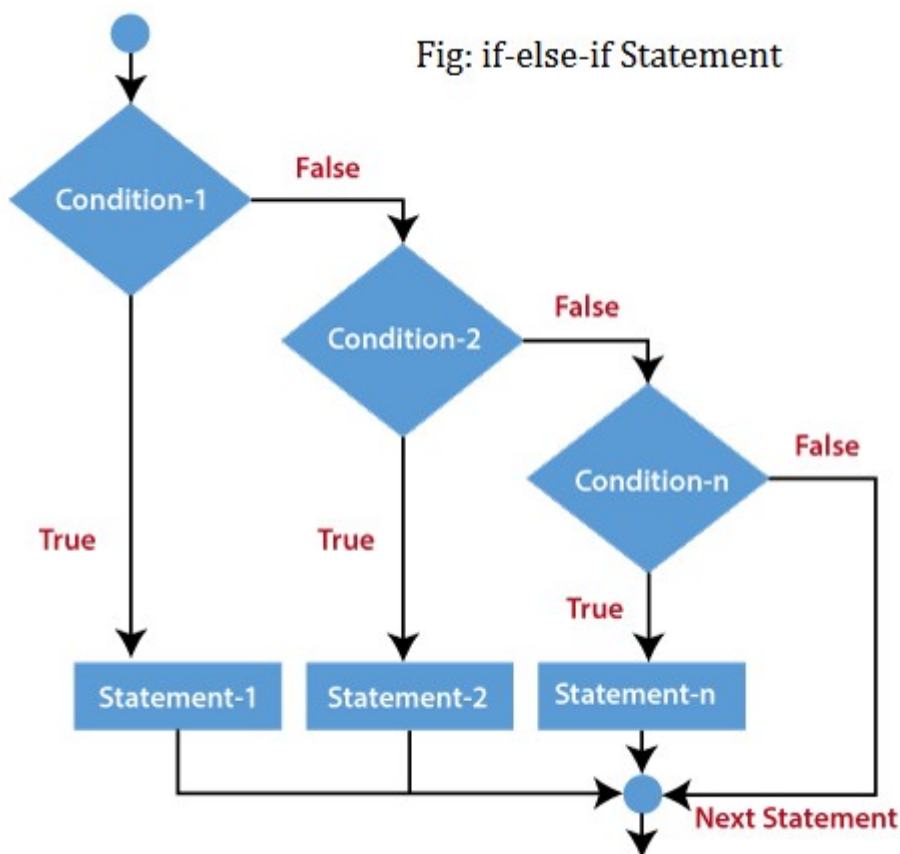 Fig: if-else-if Statement
Condition-1
False
Condition-2
False
Condition-n
False
True
True
True
Statement-1
Statement-2
Statement-n
Next Statement